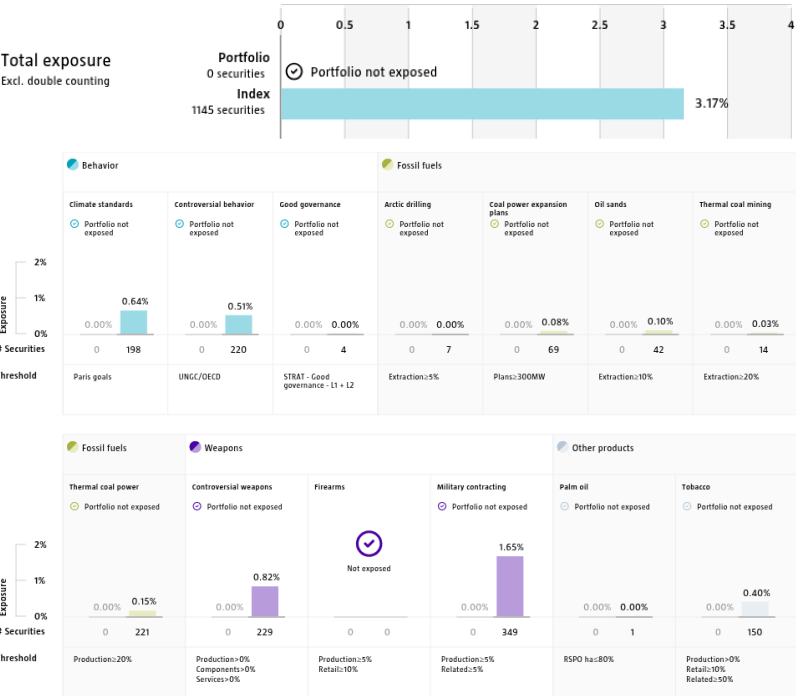 0 0.5 1 1.5 2 2.5 3 3.5 4
Total exposure
Excl. double counting
Portfolio
0 securities
Portfolio not exposed
Index
1145 securities
3.17%
Behavior
Fossil fuels
Climate standards Controversial behavior Good governance Arctic drilling Coal power expansion plans Oil sands Thermal coal mining
Portfolio not exposed Portfolio not exposed Portfolio not exposed Portfolio not exposed Portfolio not exposed Portfolio not exposed Portfolio not exposed
2%
1%
0%
Exposure
0.00% 0.64% 0.00% 0.51% 0.00% 0.00% 0.00% 0.00% 0.00% 0.08% 0.00% 0.10% 0.00% 0.03%
# Securities 0 198 0 220 0 4 0 7 0 69 0 42 0 14
hreshold Paris goals UNGC/OECD STRAT - Good governance - L1 + L2 Extraction≥5% Plans≥300MW Extraction≥10% Extraction≥20%
Fossil fuels
Weapons
Other products
Thermal coal power Controversial weapons Firearms Military contracting Palm oil Tobacco
Portfolio not exposed Portfolio not exposed Portfolio not exposed Portfolio not exposed Portfolio not exposed
Not exposed
2%
1%
0%
Exposure
0.00% 0.15% 0.00% 0.82% 0.00% 1.65% 0.00% 0.00% 0.00% 0.40%
# Securities 0 221 0 229 0 0 0 349 0 1 0 150
hreshold Production≥20% Production>0% Production≥5% Production≥5% RSPO ha≤80% Production>0%
Components>0% Retail≥10% Related≥5% Retail≥10%
Services>0% Related≥50%